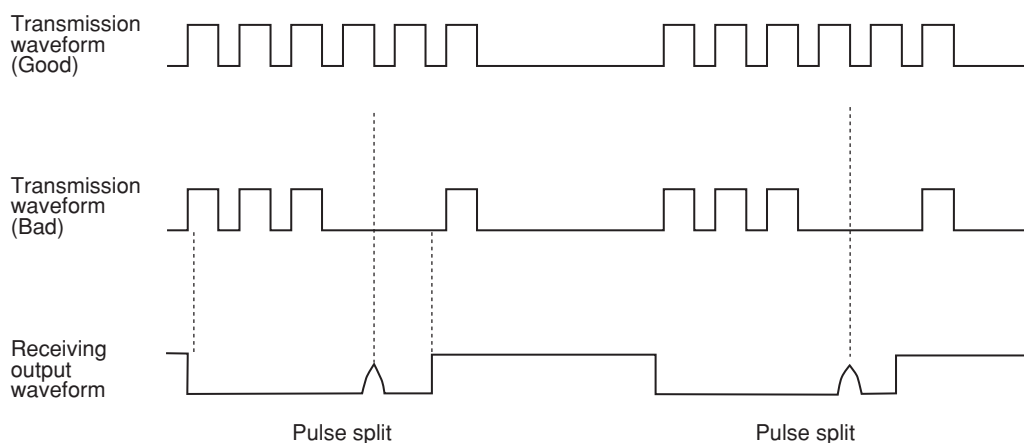 Transmission
waveform
(Good)
Transmission
waveform
(Bad)
Receiving
output
waveform
Pulse split
Pulse split